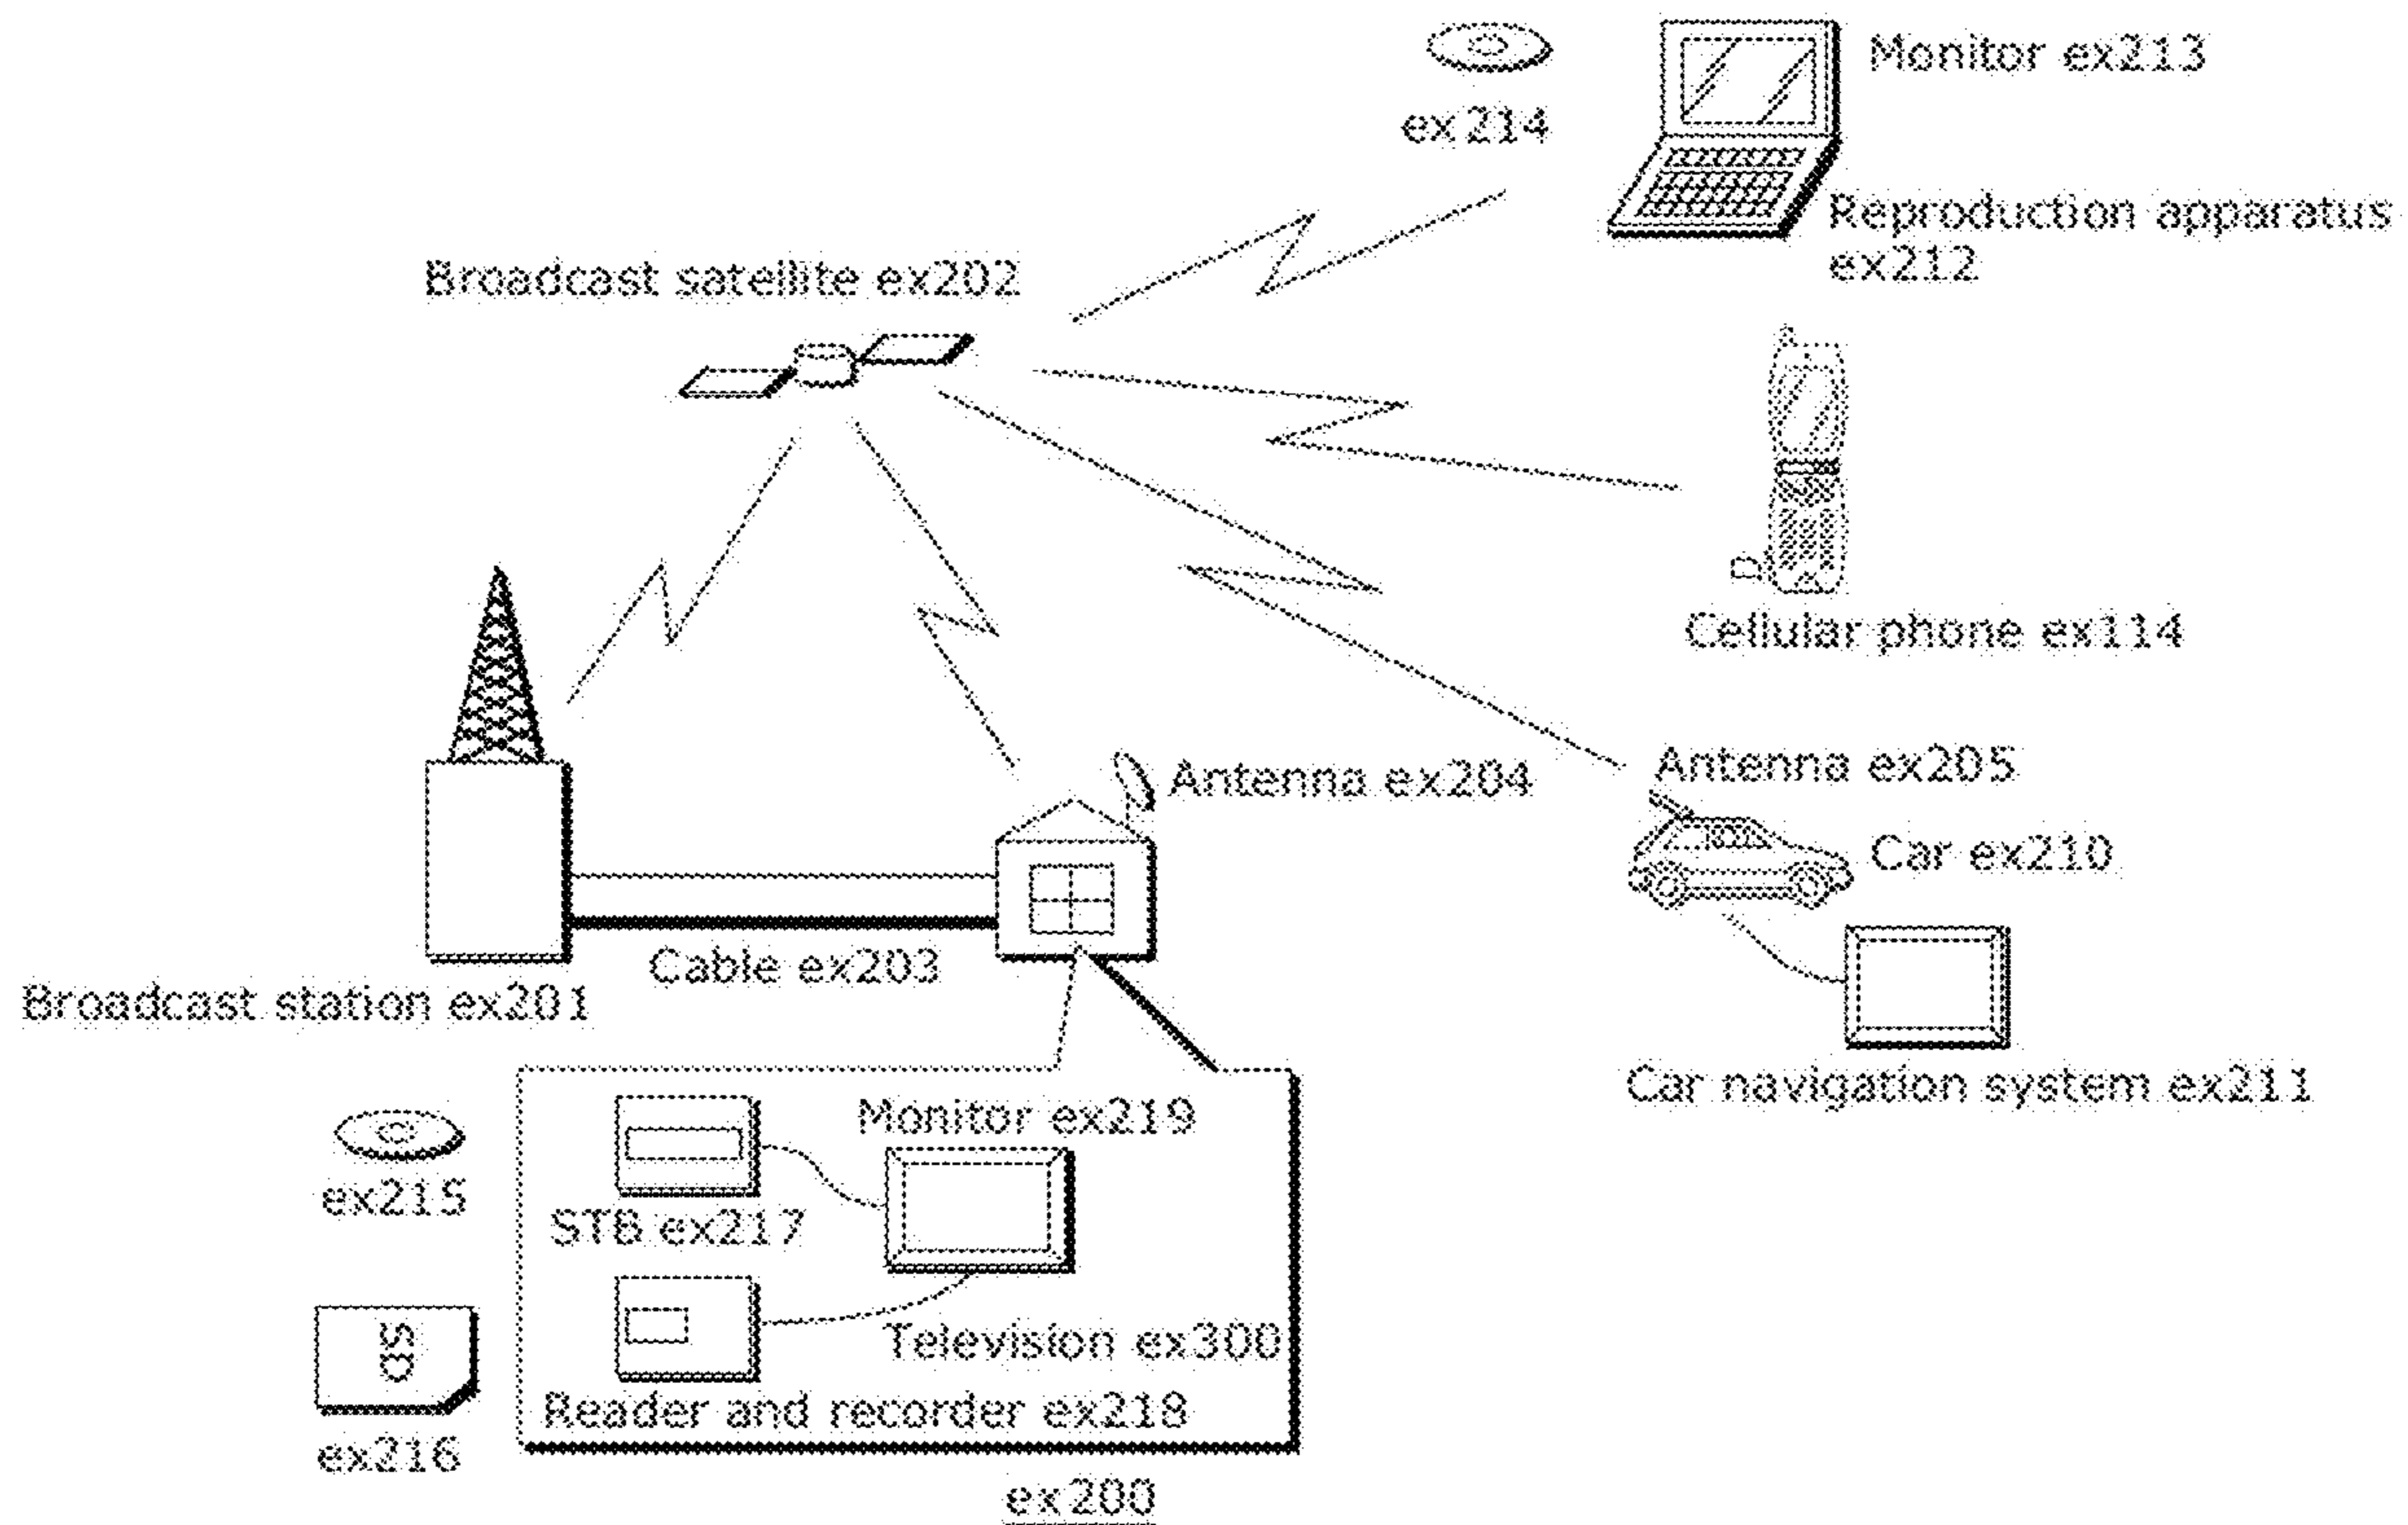 Monitor ex213
ex214
Reproduction apparatus
ex212
Broadcast satellite ex202
Cellular phone ex114
Antenna ex204
Antenna ex205
Car ex210
Cable ex203
Broadcast station ex201
Car navigation system ex211
Monitor ex219
ex215
STB ex217
SD
Television ex300
Reader and recorder ex218
ex216
ex200